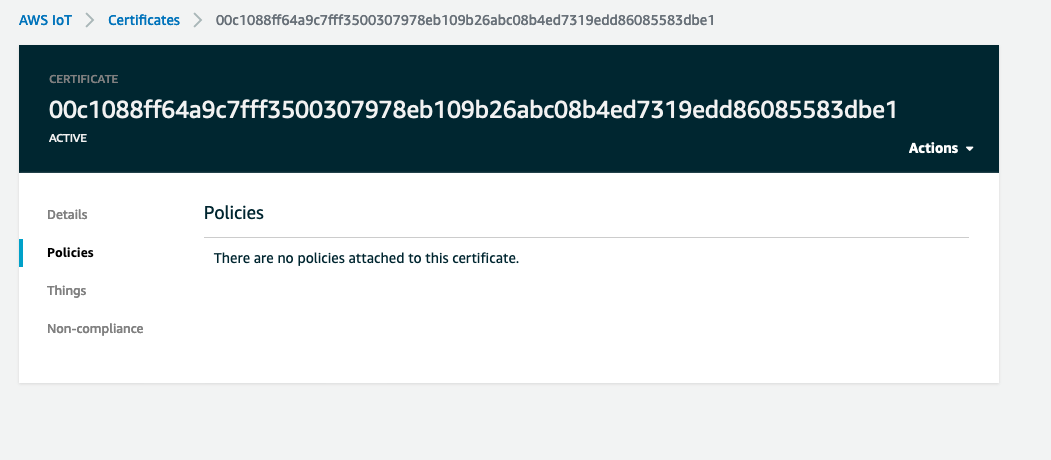 AWS IoT > Certificates > 00c1088ff64a9c7fff3500307978eb109b26abc08b4ed7319edd86085583dbe1
CERTIFICATE
00c1088ff64a9c7fff3500307978eb109b26abc08b4ed7319edd86085583dbe1
ACTIVE
Actions
Details
Policies
Things
Non-compliance
Policies
There are no policies attached to this certificate.